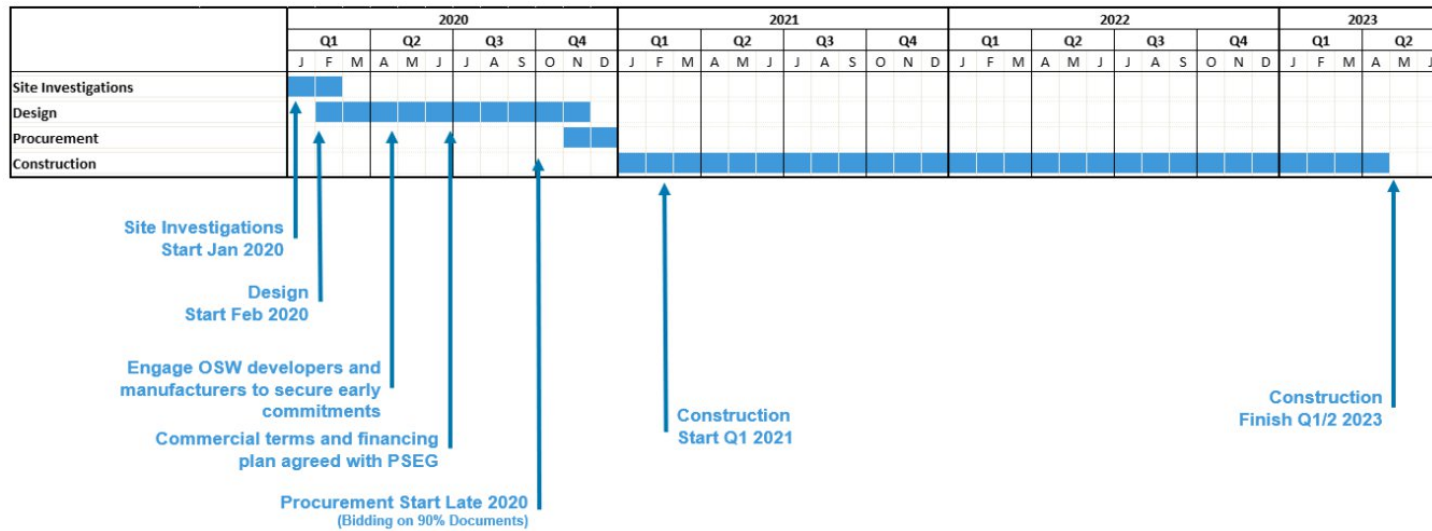 2020 2021 2022 2023
Q1 Q2 Q3 Q4 Q1 Q2 Q3 Q4 Q1 Q2 Q3 Q4 Q1 Q2
J F M A M J J A S O N D J F M A M J J A S O N D J F M A M J J A S O N D J F M A M J
Site Investigations
Design
Procurement
Construction
Site Investigations
Start Jan 2020
Design
Start Feb 2020
Engage OSW developers and
manufacturers to secure early
commitments
Commercial terms and financing
plan agreed with PSEG
Procurement Start Late 2020
(Bidding on 90% Documents)
Construction
Start Q1 2021
Construction
Finish Q1/2 2023